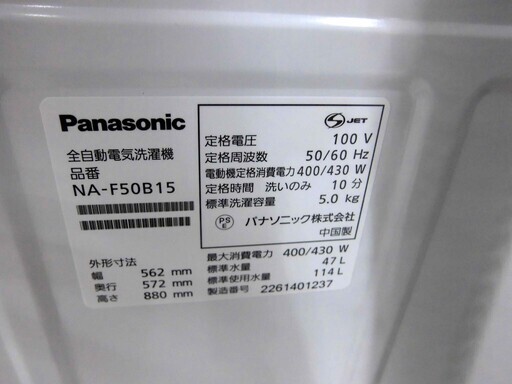 Panasonic
全自動電気洗濯機
品番
NA-F50B15
外形寸法
幅 562 mm
奥行 572 mm
高さ 880 mm
S JET
定格電圧 100 V
定格周波数 50/60 Hz
電動機定格消費電力 400/430 W
定格時間 洗いのみ 10 分
標準洗濯容量 5.0 kg
PS E パナソニック株式会社
中国製
最大消費電力 400/430 W
標準水量 47 L
標準使用水量 114 L
製造番号 2261401237